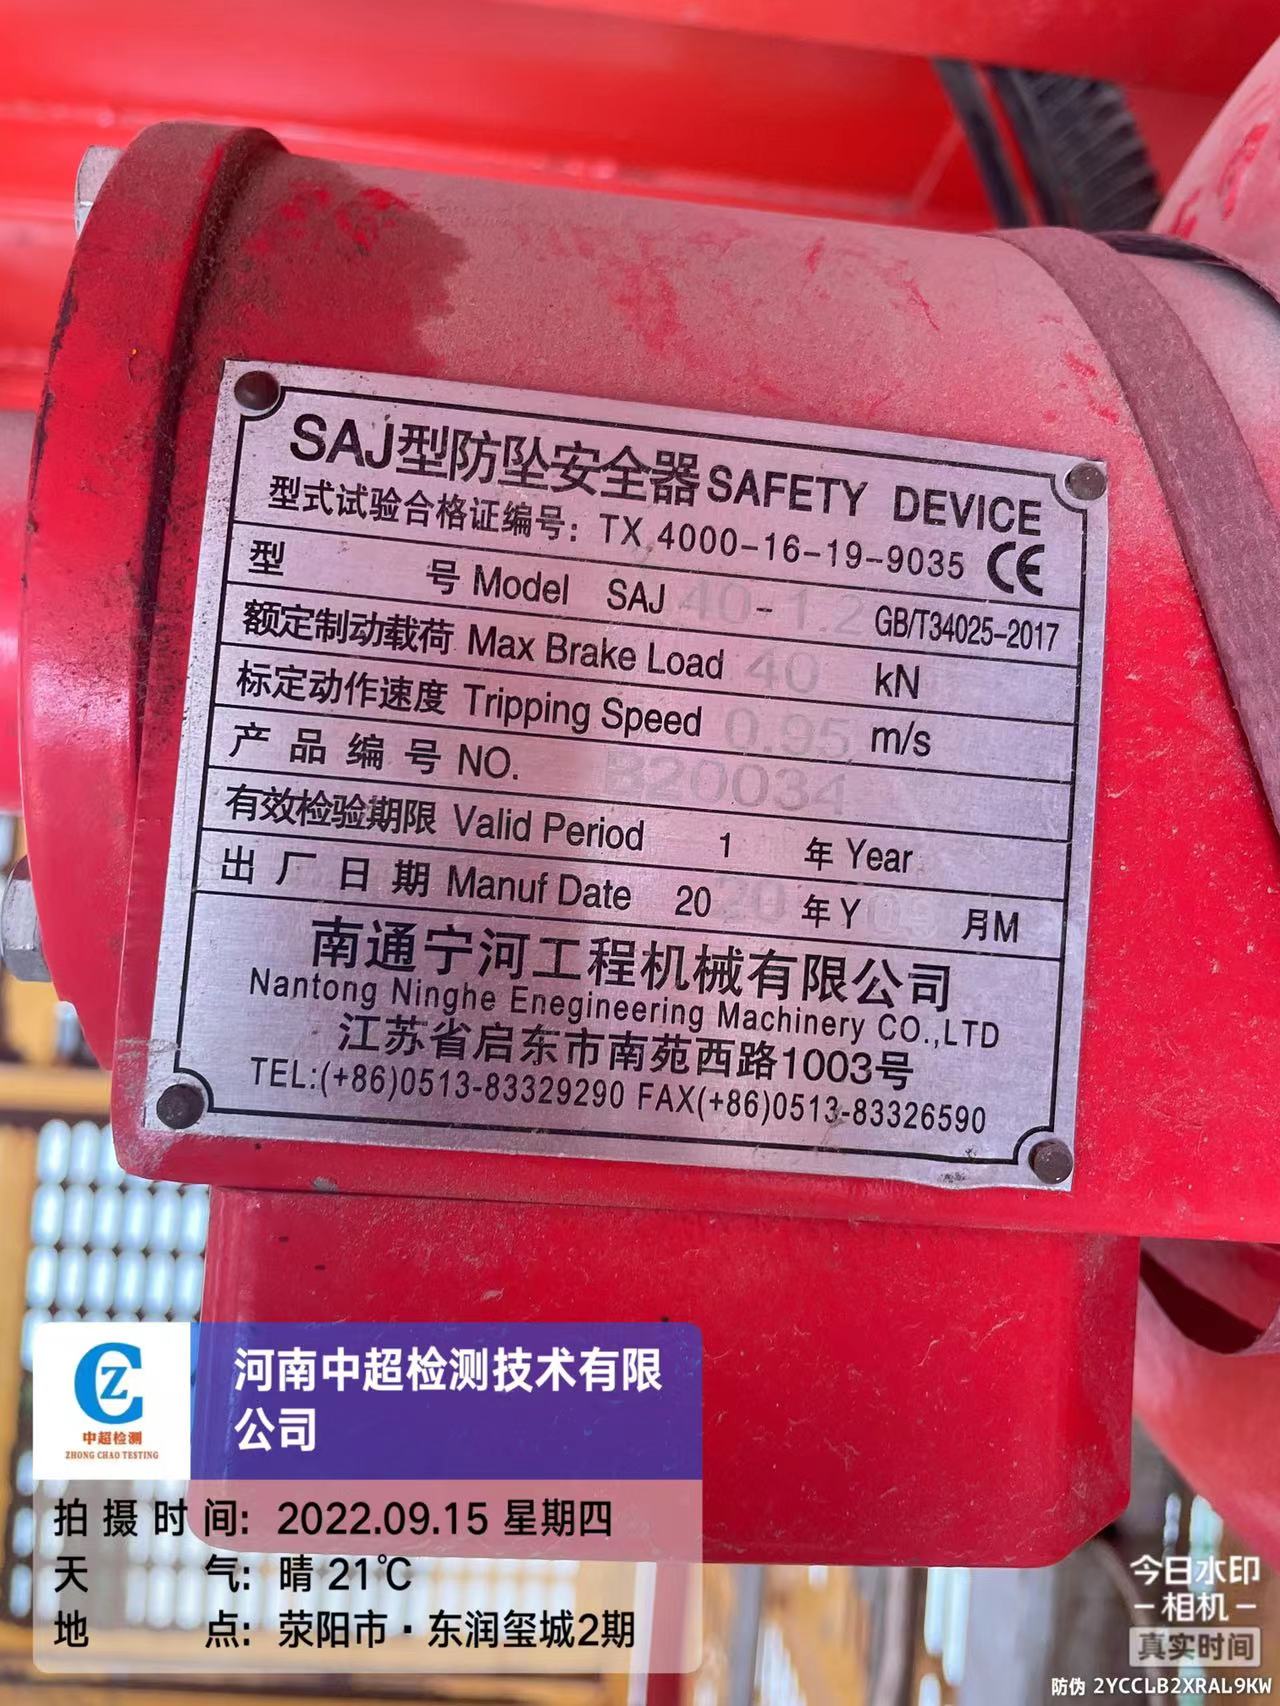 SAJ型防坠安全器 SAFETY DEVICE
型式试验合格证编号: TX 4000-16-19-9035 CE
型 号 Model SAJ 40-1.2 GB/T34025-2017
额定制动载荷 Max Brake Load 40 kN
标定动作速度 Tripping Speed 0.95 m/s
产品编号 NO. B20034
有效检验期限 Valid Period 1 年 Year
出厂日期 Manuf Date 20 20 年Y 月M
南通宁河工程机械有限公司
Nantong Ninghe Enegineering Machinery CO.,LTD
江苏省启东市南苑西路1003号
TEL:(+86)0513-83329290 FAX(+86)0513-83326590
CZ
中超检测
ZHONG CHAO TESTING
河南中超检测技术有限
公司
拍摄时间: 2022.09.15 星期四
天 气: 晴 21℃
地 点: 荥阳市·东润玺城2期
今日水印
-相机-
真实时间
防伪 2YCCLB2XRAL9KW